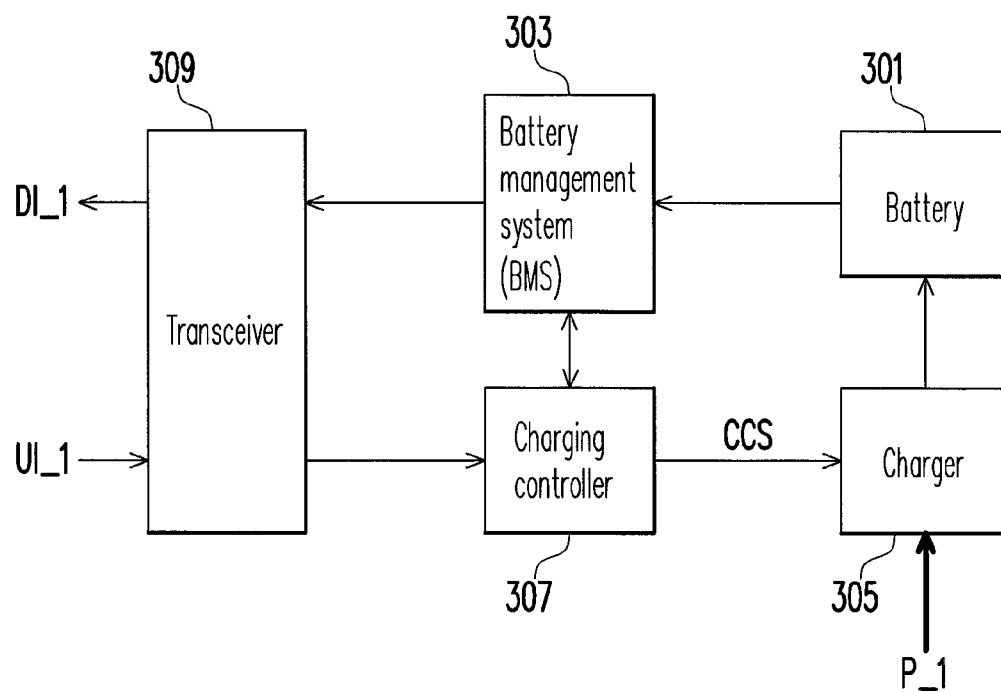 303
309
301
Battery
management
system
(BMS)
DI_1
Battery
Transceiver
UI_1
Charging
controller
CCS
Charger
307
305
P_1